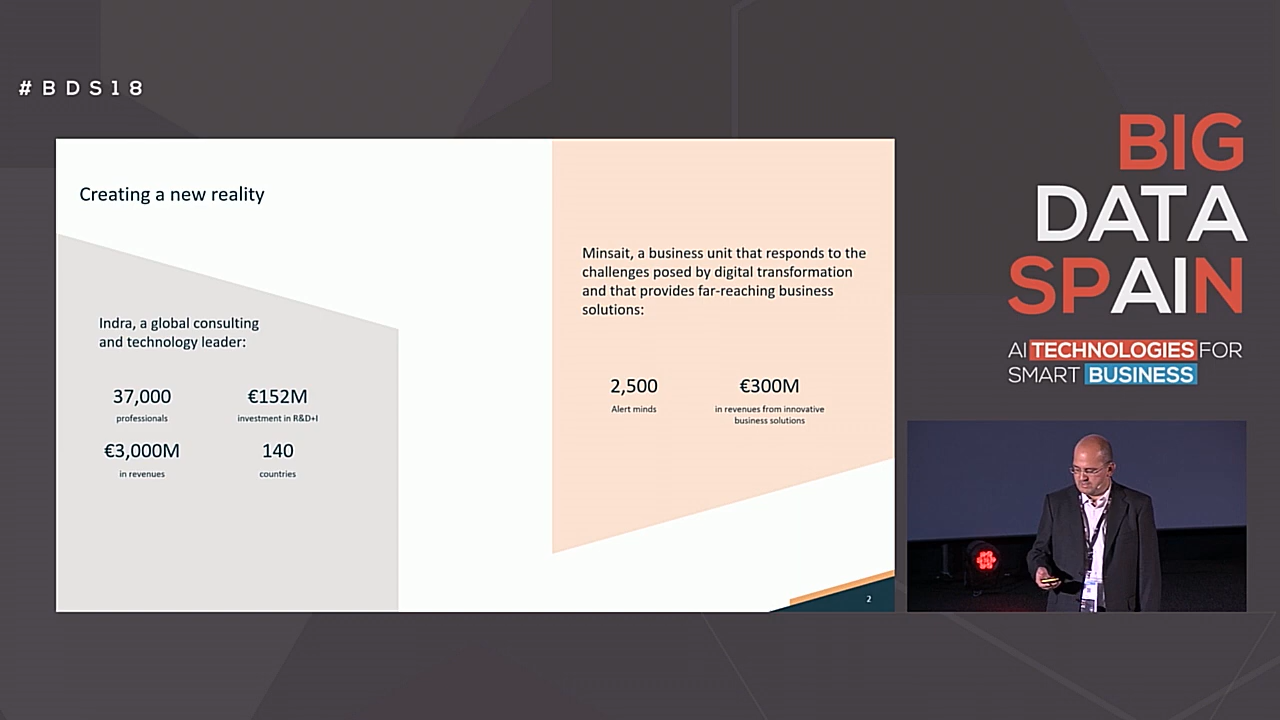 #BDS18
Creating a new reality
Indra, a global consulting
and technology leader:
37,000
professionals
€152M
investment in R&D+I
€3,000M
in revenues
140
countries
Minsait, a business unit that responds to the
challenges posed by digital transformation
and that provides far-reaching business
solutions:
2,500
Alert minds
€300M
in revenues from innovative
business solutions
2
BIG
DATA
SPAIN
AI TECHNOLOGIES FOR
SMART BUSINESS